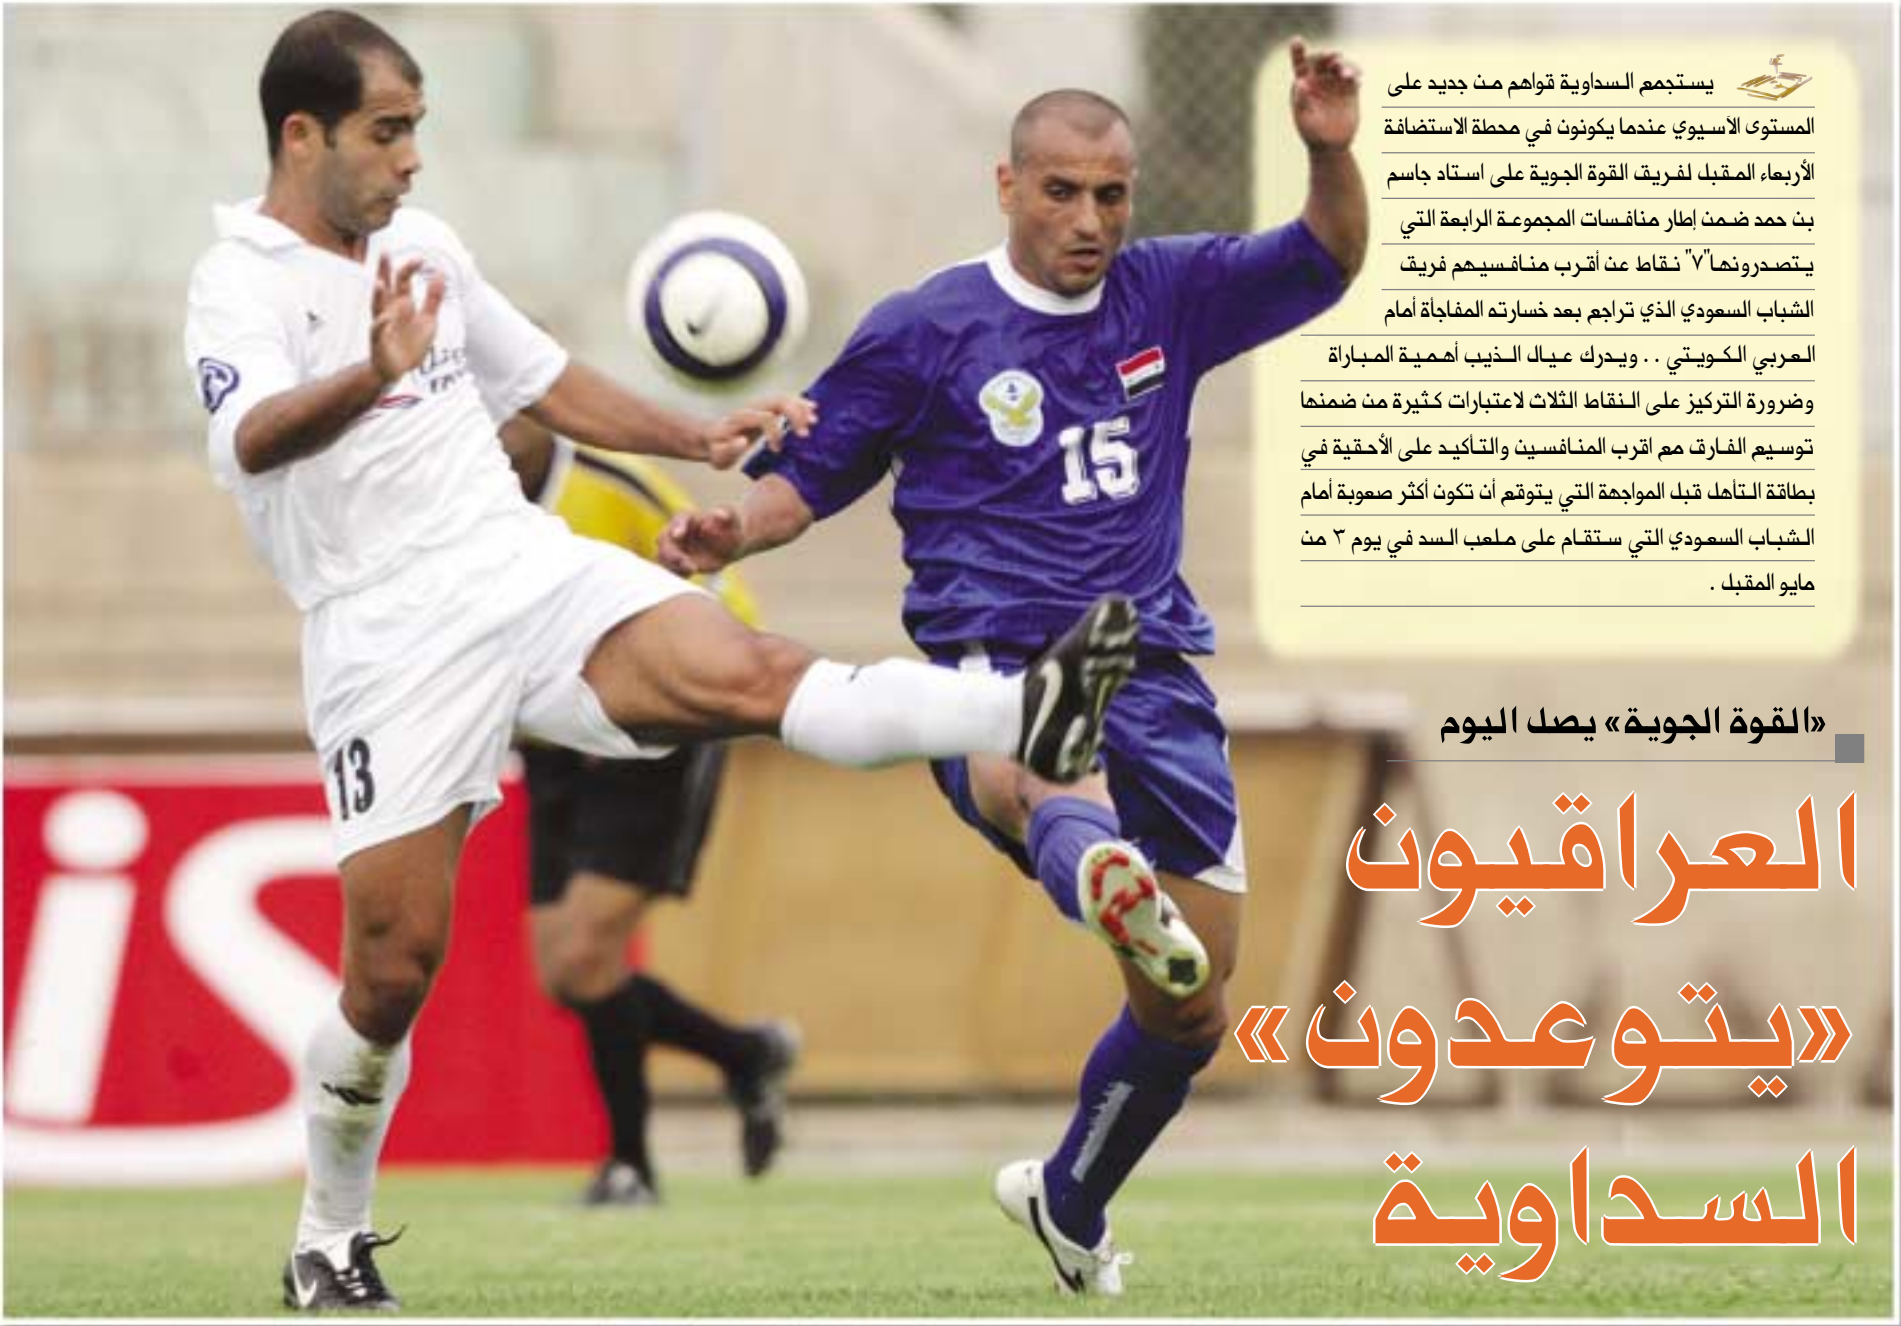 يستجمع السداوية قواهم من جديد على
المستوى الآسيوي عندما يكونون في محطة الاستضافة
الأربعاء المقبل لفريق القوة الجوية على استاد جاسم
بن حمد ضمن إطار منافسات المجموعة الرابعة التي
يتصدرونها"٧" نقاط عن أقرب منافسيهم فريق
الشباب السعودي الذي تراجع بعد خسارته المفاجأة أمام
العربي الكويتي . . ويدرك عيال الذيب أهمية المباراة
وضرورة التركيز على النقاط الثلاث لاعتبارات كثيرة من ضمنها
توسيع الفارق مع اقرب المنافسين والتأكيد على الأحقية في
بطاقة التأهل قبل المواجهة التي يتوقع أن تكون أكثر صعوبة أمام
الشباب السعودي التي ستقام على ملعب السد في يوم ٣ من
مايو المقبل .
«القوة الجوية» يصل اليوم
العراقيون
«يتوعدون»
السداوية
15
13
is